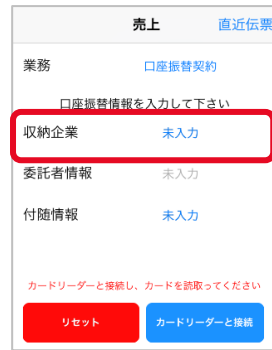 売上 直近伝票
業務 口座振替契約
口座振替情報を入力して下さい
収納企業 未入力
委託者情報 未入力
付随情報 未入力
カードリーダーと接続し、カードを読取ってください
リセット カードリーダーと接続